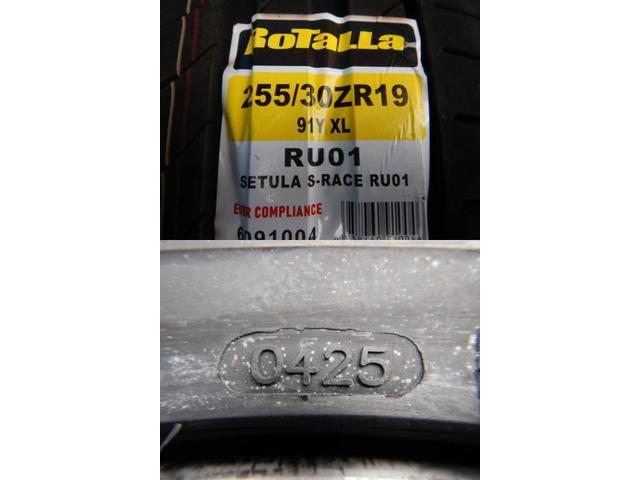 ROTALLA
255/30ZR19
91Y XL
RU01
SETULA S-RACE RU01
COMPLIANCE
0425